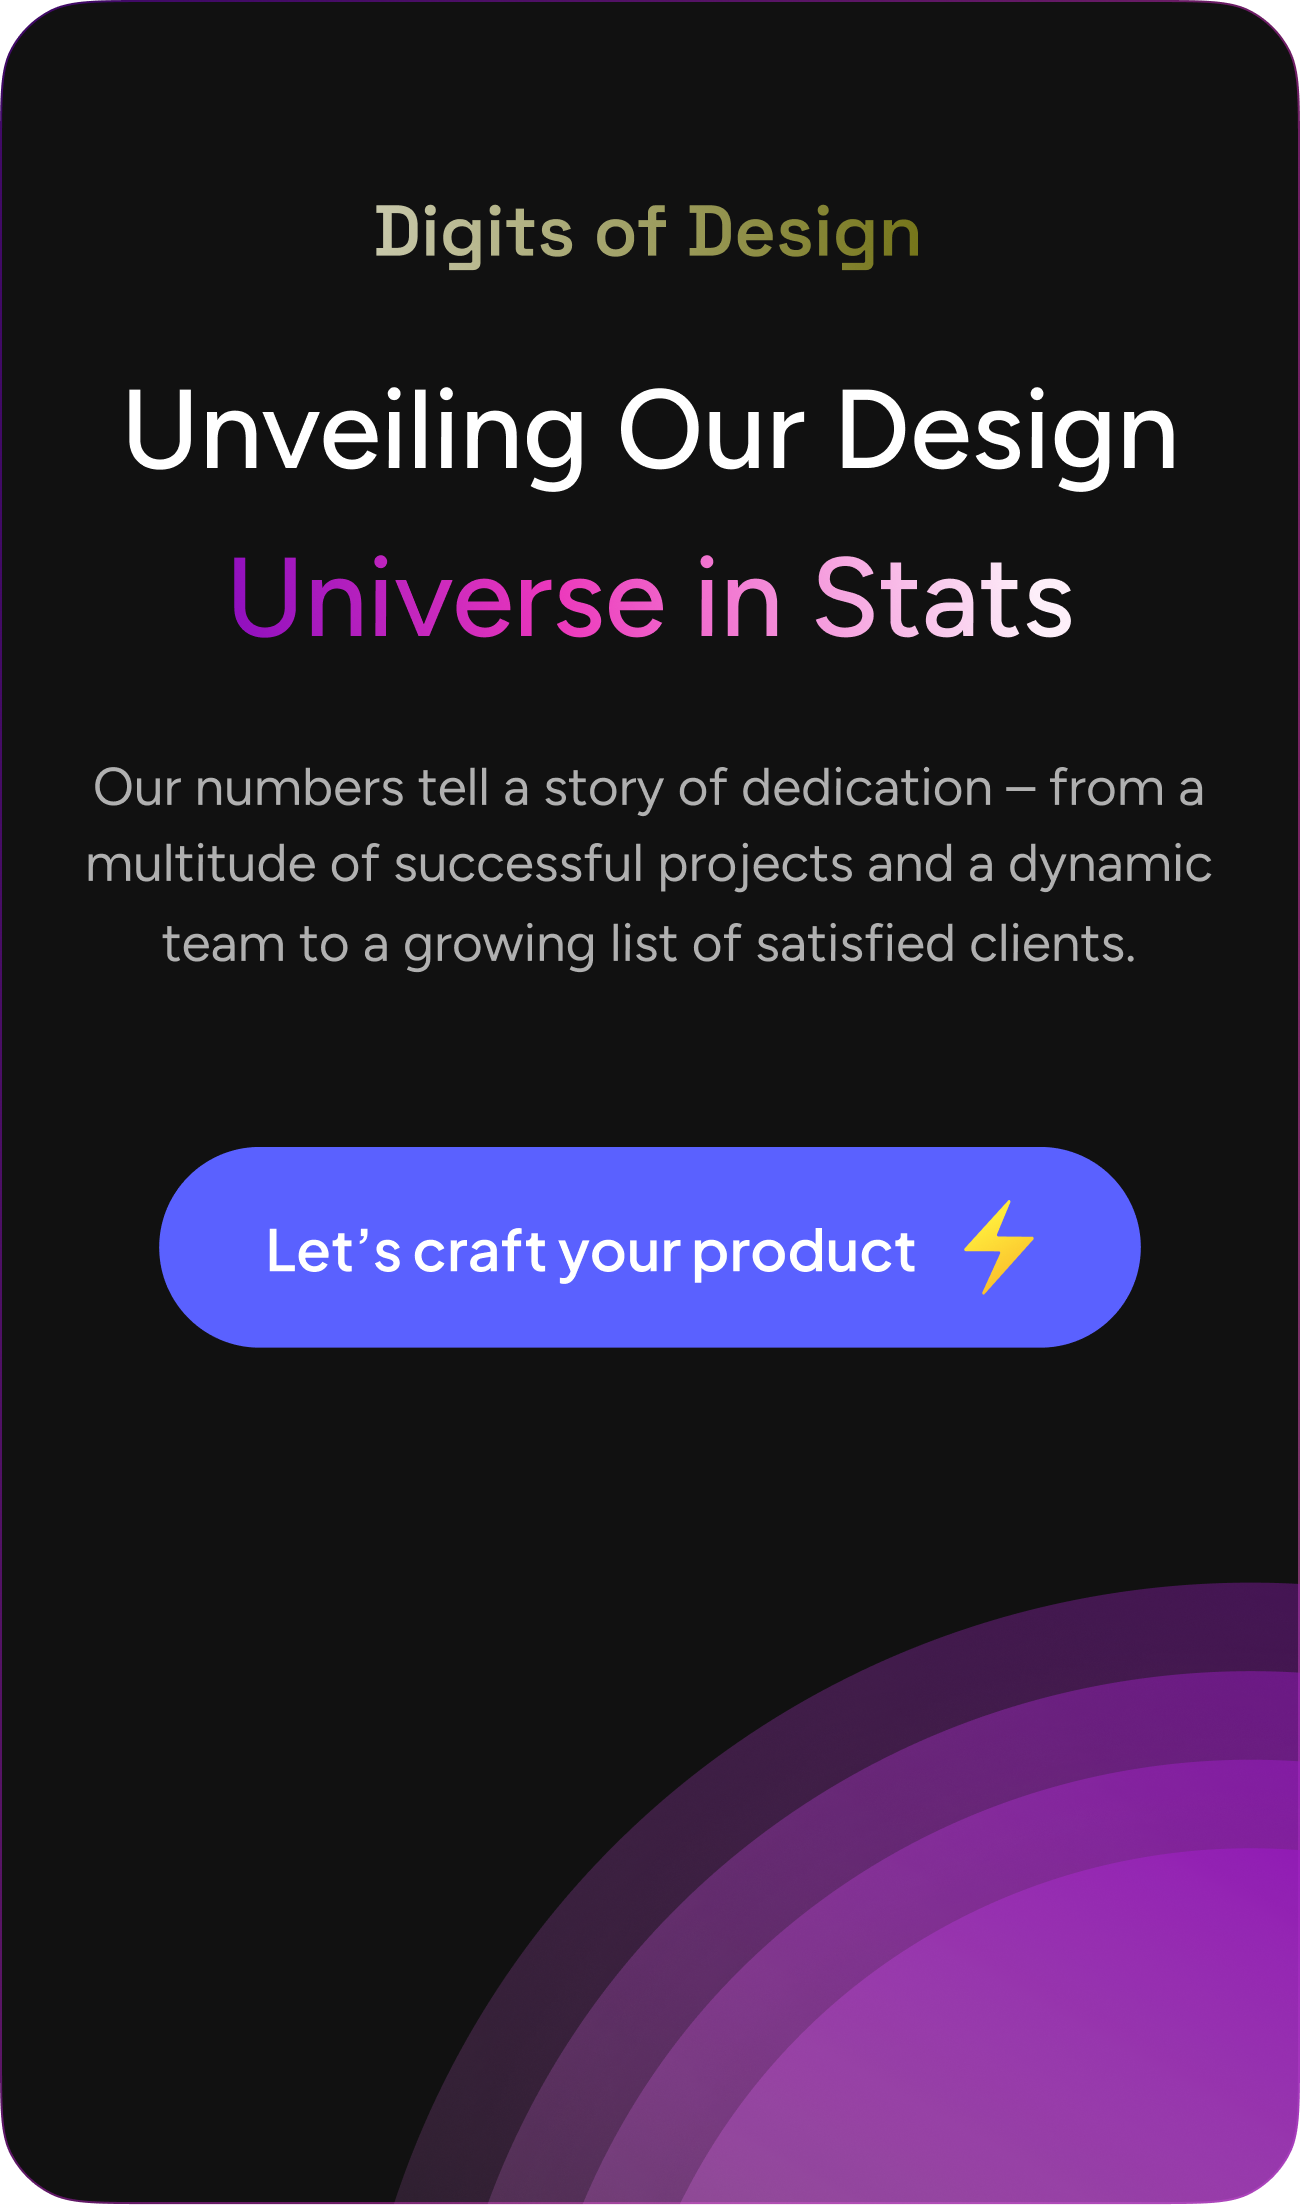 Digits of Design
Unveiling Our Design
Universe in Stats
Our numbers tell a story of dedication – from a
multitude of successful projects and a dynamic
team to a growing list of satisfied clients.
Let’s craft your product ⚡